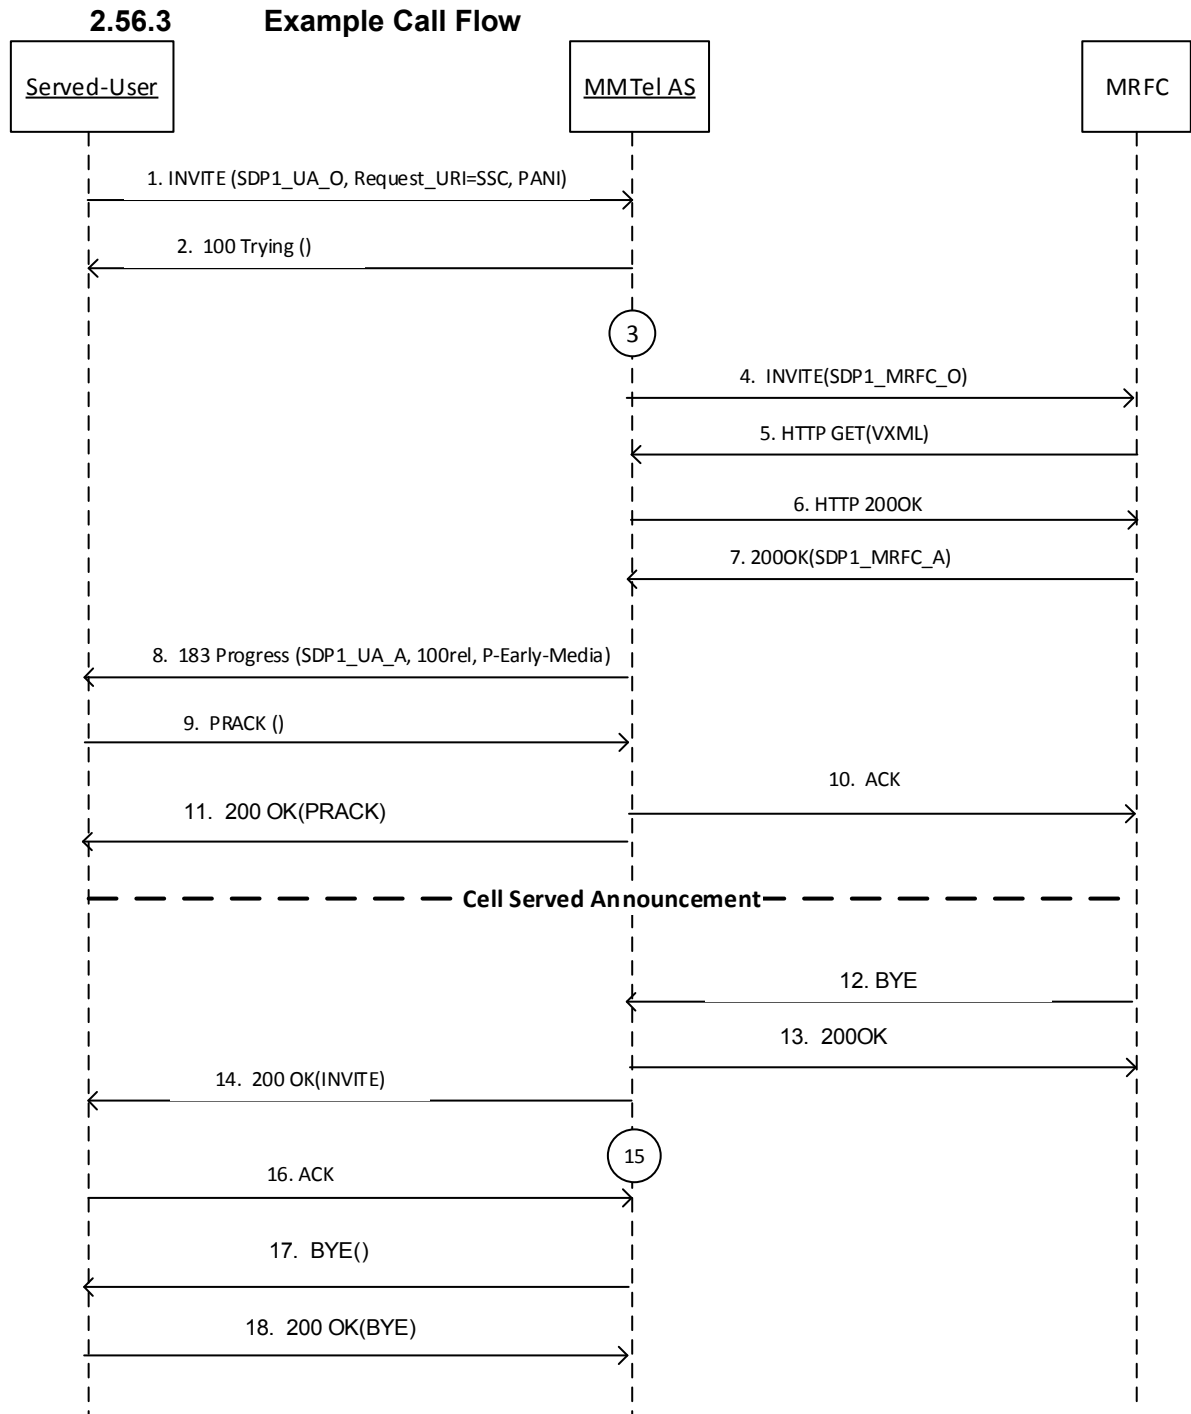 2.56.3 Example Call Flow
Served-User
MMTel AS
MRFC
1. INVITE (SDP1_UA_O, Request_URI=SSC, PANI)
2. 100 Trying ()
3
4. INVITE(SDP1_MRFC_O)
5. HTTP GET(VXML)
6. HTTP 200OK
7. 200OK(SDP1_MRFC_A)
8. 183 Progress (SDP1_UA_A, 100rel, P-Early-Media)
9. PRACK ()
10. ACK
11. 200 OK(PRACK)
Cell Served Announcement
12. BYE
13. 200OK
14. 200 OK(INVITE)
15
16. ACK
17. BYE()
18. 200 OK(BYE)